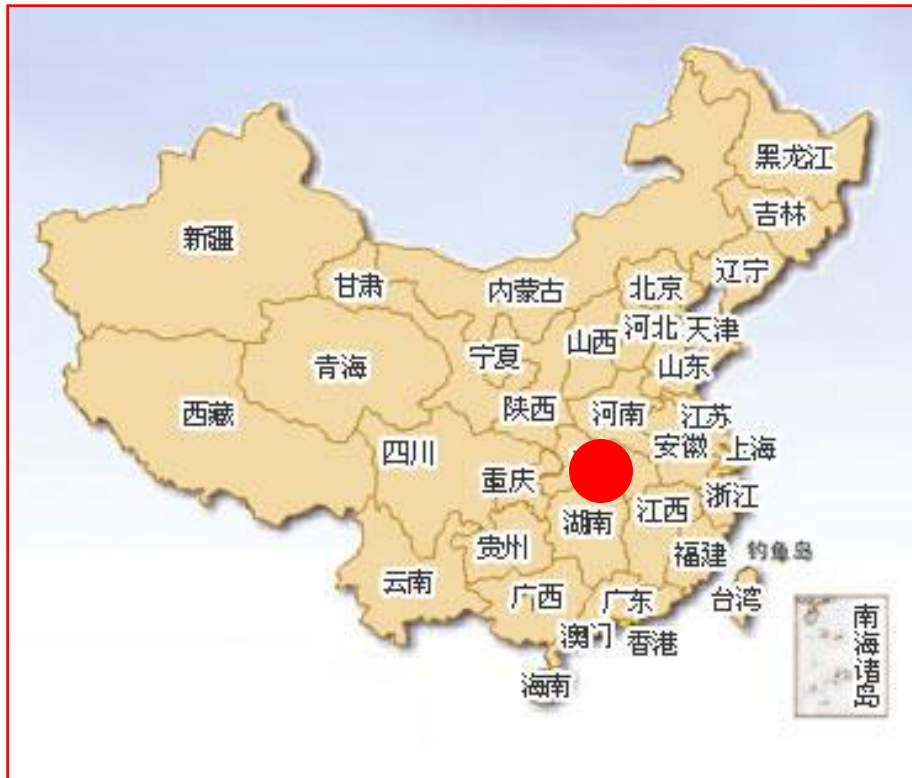 黑龙江
吉林
新疆
辽宁
甘肃
内蒙古
北京
河北
天津
山西
宁夏
青海
山东
陕西
河南
江苏
西藏
四川
安徽
上海
重庆
浙江
江西
湖南
贵州
福建
钓鱼岛
云南
广西
广东
台湾
澳门
香港
海南
南海诸岛